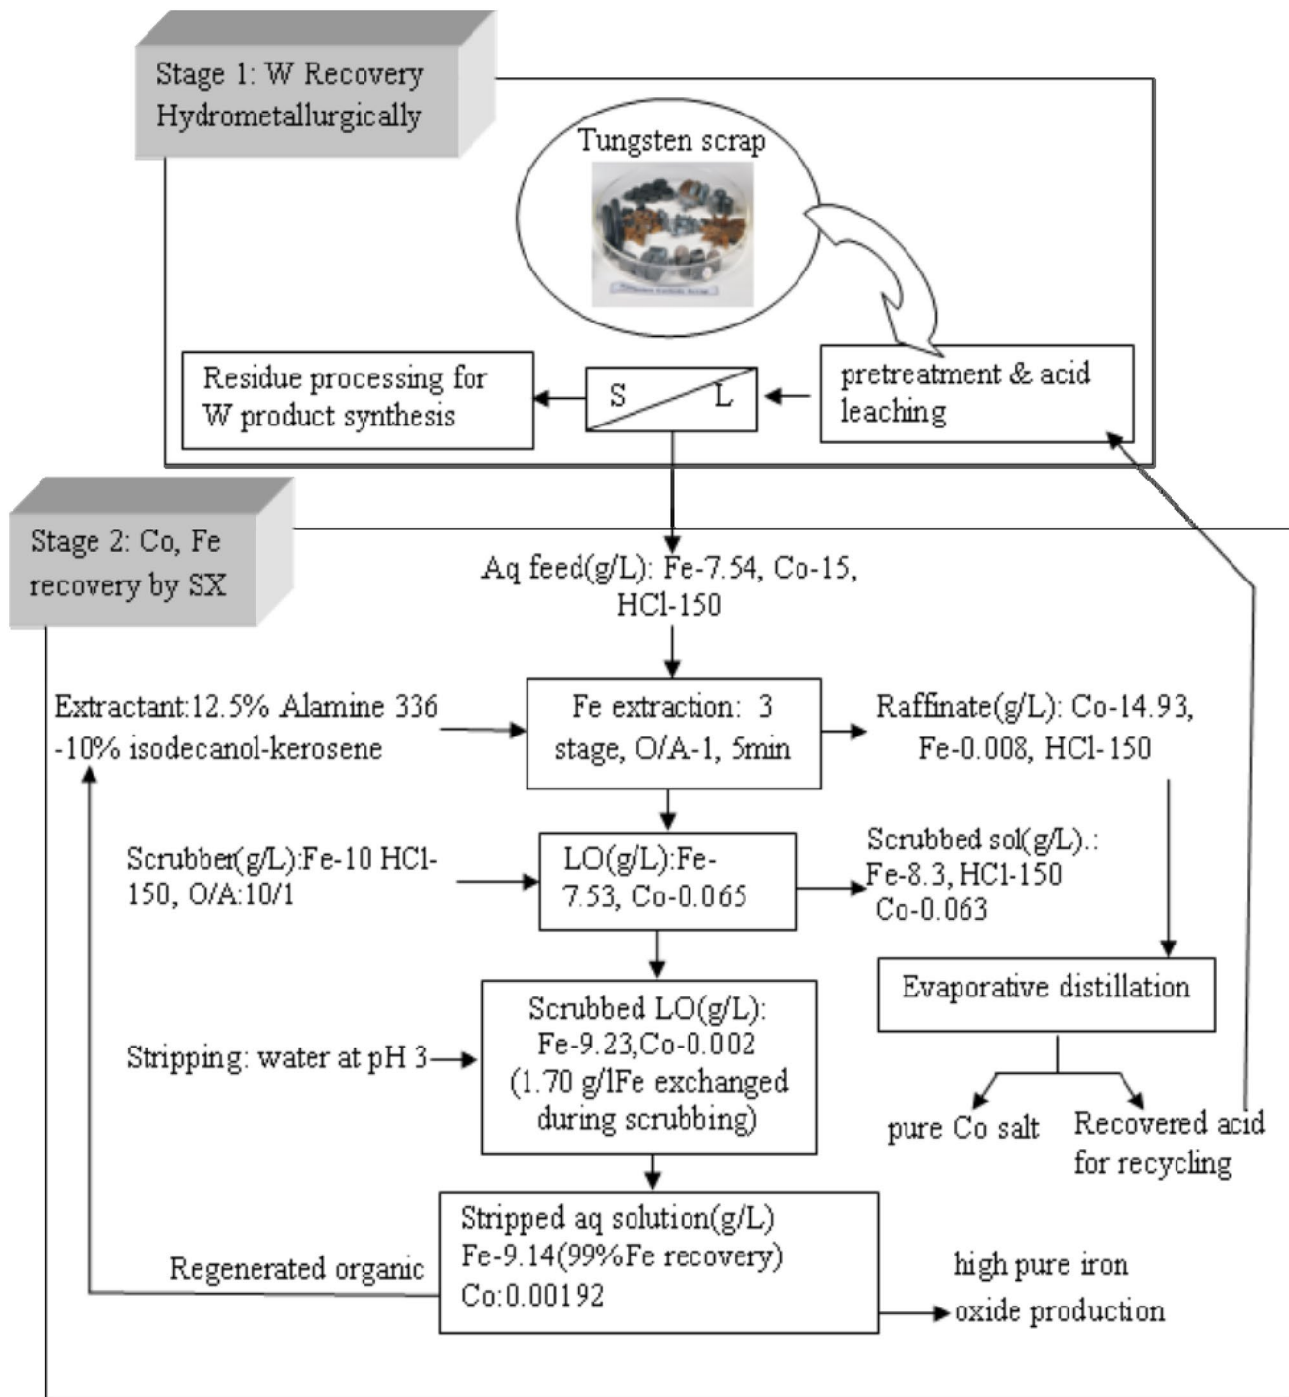 Stage 1: W Recovery
Hydrometallurgically
Tungsten scrap
Residue processing for
W product synthesis
S
L
pretreatment & acid
leaching
Stage 2: Co, Fe
recovery by SX
Aq feed(g/L): Fe-7.54, Co-15,
HCl-150
Extractant:12.5% Alamine 336
-10% isodecanol-kerosene
Fe extraction: 3
stage, O/A-1, 5min
Raffinate(g/L): Co-14.93,
Fe-0.008, HCl-150
Scrubber(g/L):Fe-10 HCl-
150, O/A:10/1
LO(g/L):Fe-
7.53, Co-0.065
Scrubbed sol(g/L).:
Fe-8.3, HCl-150
Co-0.063
Evaporative distillation
Stripping: water at pH 3
Scrubbed LO(g/L):
Fe-9.23,Co-0.002
(1.70 g/lFe exchanged
during scrubbing)
pure Co salt
Recovered acid
for recycling
Regenerated organic
Stripped aq solution(g/L)
Fe-9.14(99%Fe recovery)
Co:0.00192
high pure iron
oxide production